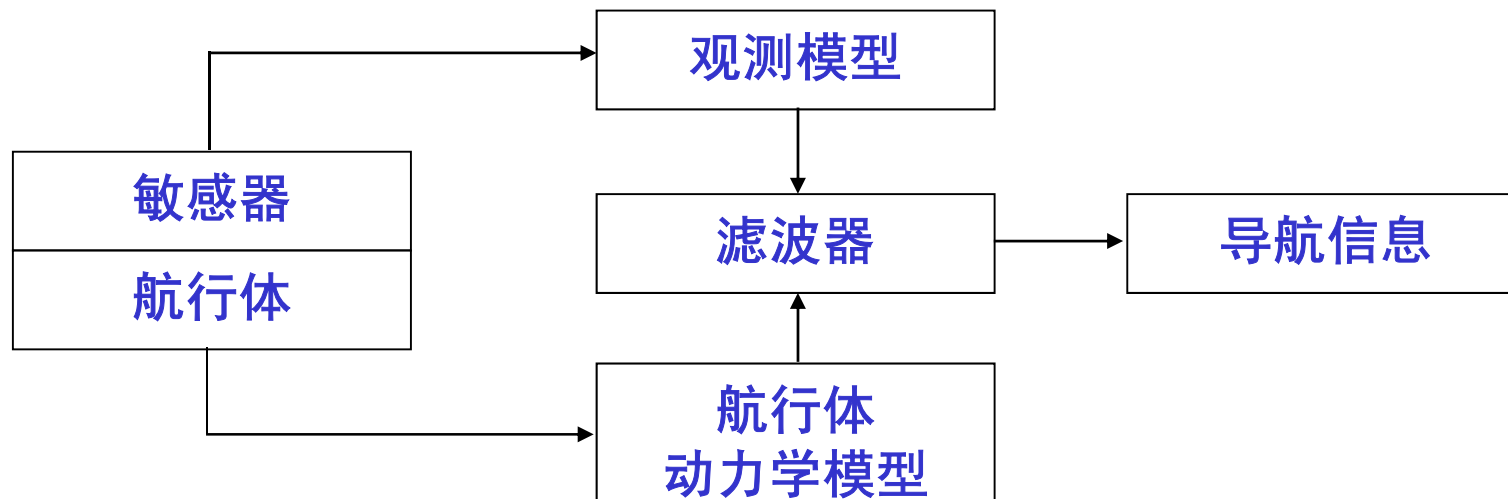 观测模型
敏感器
航行体
滤波器
导航信息
航行体
动力学模型